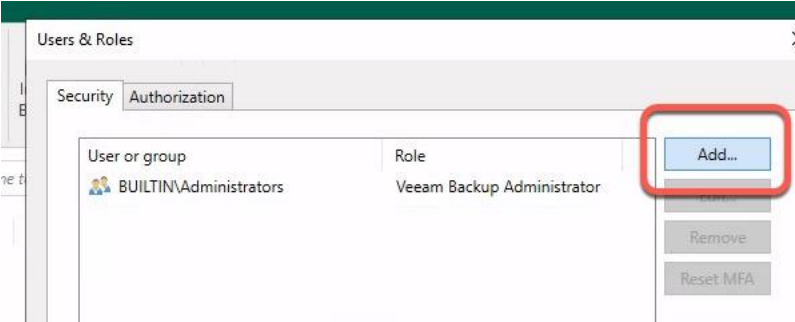 Users & Roles
Security Authorization
User or group Role Add...
BUILTIN\Administrators Veeam Backup Administrator
Remove
Reset MFA